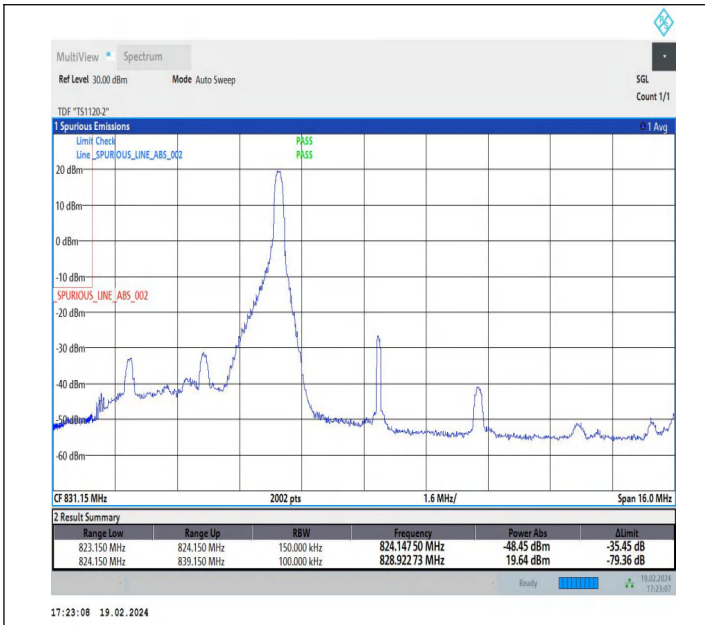 MultiView Spectrum
Ref Level 30.00 dBm Mode Auto Sweep SGL
Count 1/1
TDF "TS1120-2"
1 Spurious Emissions 1 Avg
Limit Check PASS
Line _SPURIOUS_LINE_ABS_002 PASS
20 dBm
10 dBm
0 dBm
-10 dBm
_SPURIOUS_LINE_ABS_002
-20 dBm
-30 dBm
-40 dBm
-50 dBm
-60 dBm
CF 831.15 MHz 2002 pts 1.6 MHz/ Span 16.0 MHz
2 Result Summary
Range Low Range Up RBW Frequency Power Abs ΔLimit
823.150 MHz 824.150 MHz 150.000 kHz 824.14750 MHz -48.45 dBm -35.45 dB
824.150 MHz 839.150 MHz 100.000 kHz 828.92273 MHz 19.64 dBm -79.36 dB
Ready 19.02.2024
17:23:07
17:23:08 19.02.2024